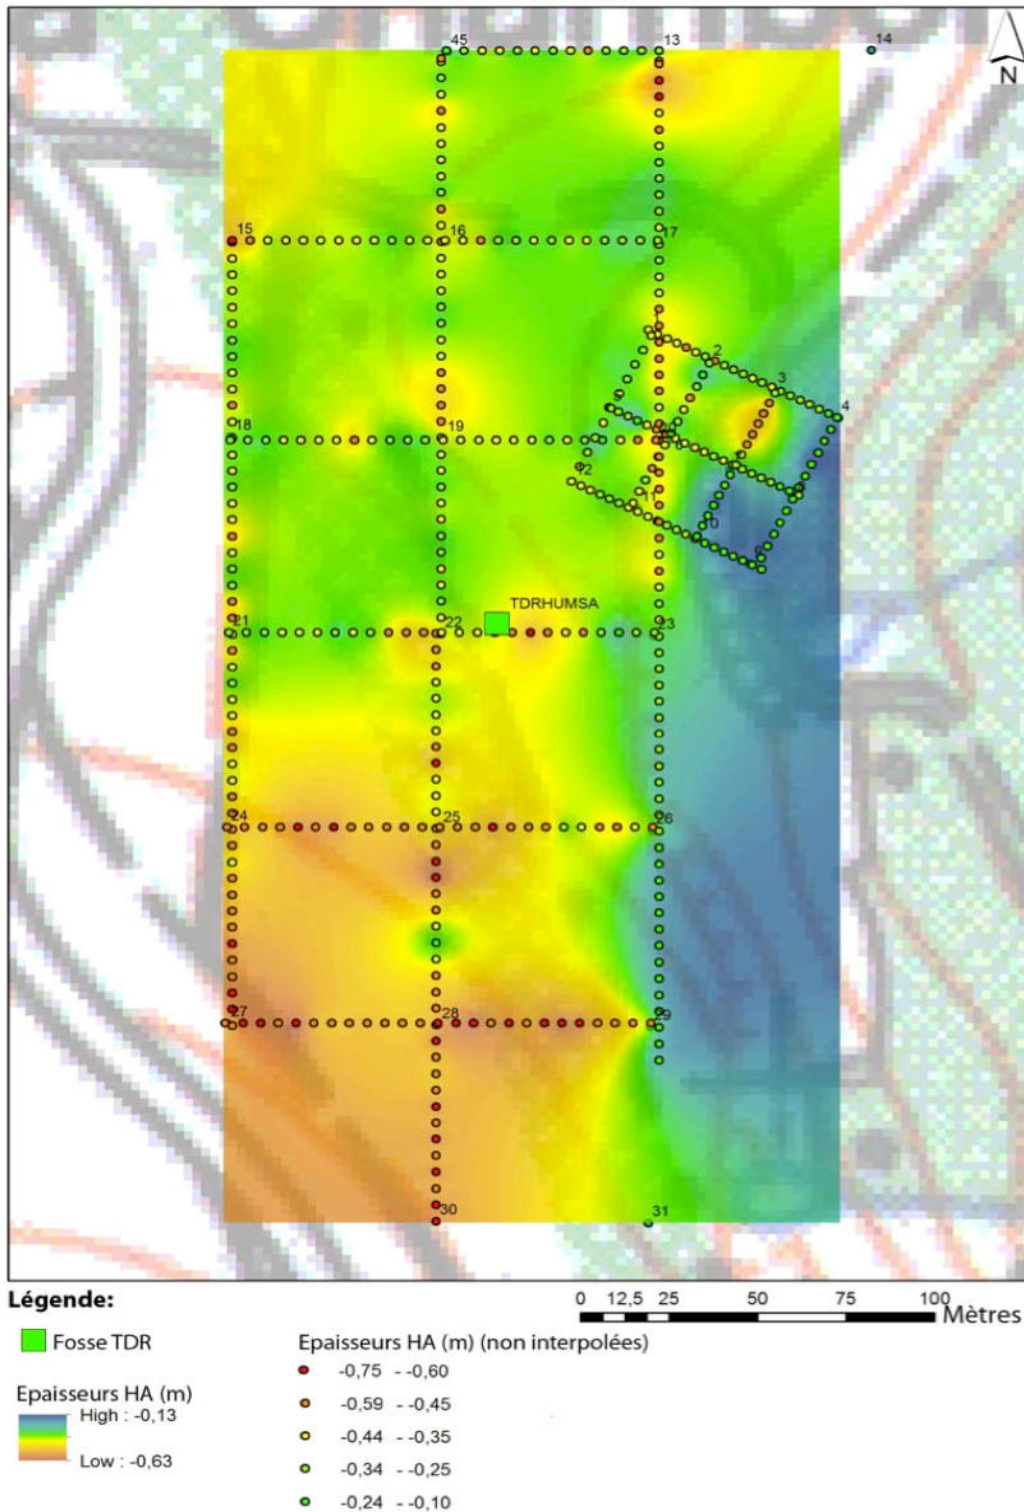 45
13
14
N
15
16
17
1
2
3
4
18
19
12
11
10
21
22
TDRHUMSA
23
24
25
26
27
28
29
30
31
Légende:
0 12,5 25 50 75 100
Mètres
Fosse TDR
Epaisseurs HA (m) (non interpolées)
-0,75 - -0,60
Epaisseurs HA (m)
-0,59 - -0,45
High : -0,13
-0,44 - -0,35
Low : -0,63
-0,34 - -0,25
-0,24 - -0,10